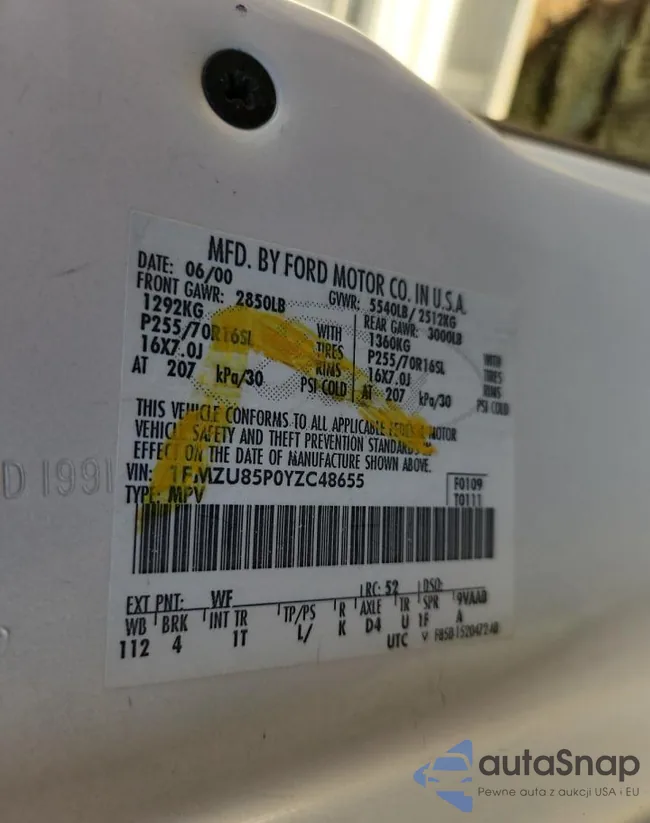 MFD. BY FORD MOTOR CO. IN U.S.A.
DATE: 06/00 GVWR: 5540LB/ 2512KG
FRONT GAWR: 2850LB REAR GAWR: 3000LB
1292KG WITH 1360KG WITH
P255/70R16SL TIRES P255/70R16SL TIRES
16X7.0J RIMS 16X7.0J RIMS
AT 207 kPa/30 PSI COLD AT 207 kPa/30 PSI COLD
THIS VEHICLE CONFORMS TO ALL APPLICABLE FEDERAL MOTOR
VEHICLE SAFETY AND THEFT PREVENTION STANDARDS IN
EFFECT ON THE DATE OF MANUFACTURE SHOWN ABOVE.
VIN: 1FMZU85P0YZC48655 F0109
TYPE: MPV T0111
D 1991
EXT PNT: WF RC: 52 DSO:
WB BRK INT TR TP/PS R AXLE TR SPR 9VAAB
112 4 1T L/ K D4 U 1F A
UTC
autaSnap
Pewne auta z aukcji USA i EU